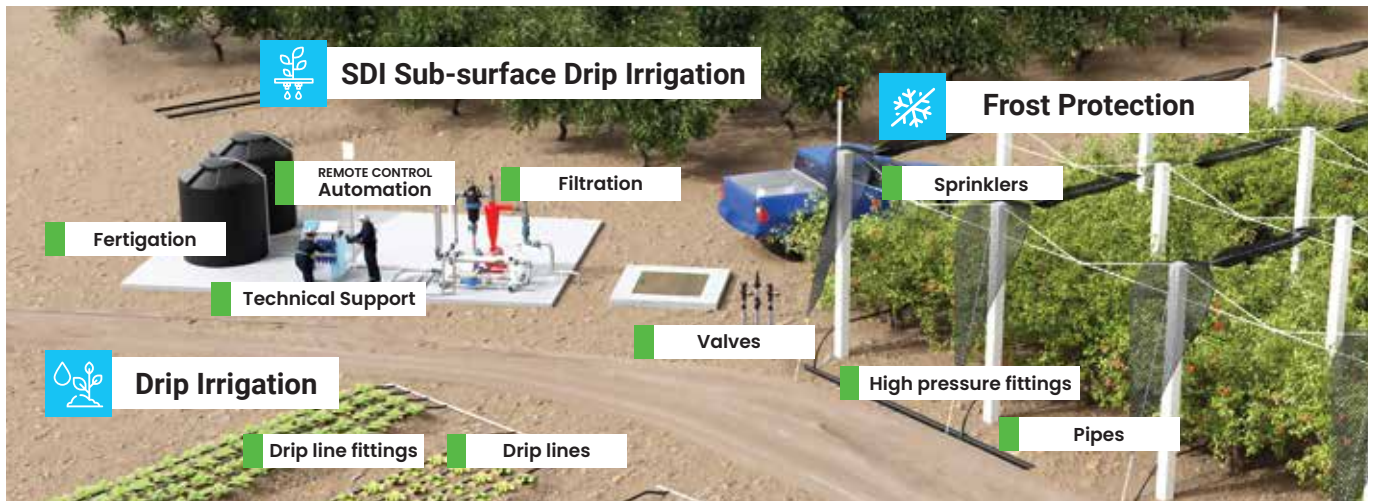 SDI Sub-surface Drip Irrigation
Frost Protection
REMOTE CONTROL
Automation
Filtration
Sprinklers
Fertigation
Technical Support
Valves
Drip Irrigation
High pressure fittings
Pipes
Drip line fittings
Drip lines